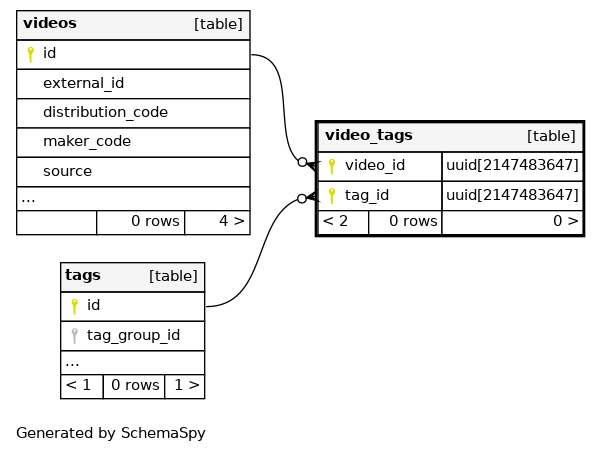 videos [table]
id
external_id
distribution_code
maker_code
source
...
0 rows 4 >
video_tags [table]
video_id uuid[2147483647]
tag_id uuid[2147483647]
< 2 0 rows 0 >
tags [table]
id
tag_group_id
...
< 1 0 rows 1 >
Generated by SchemaSpy